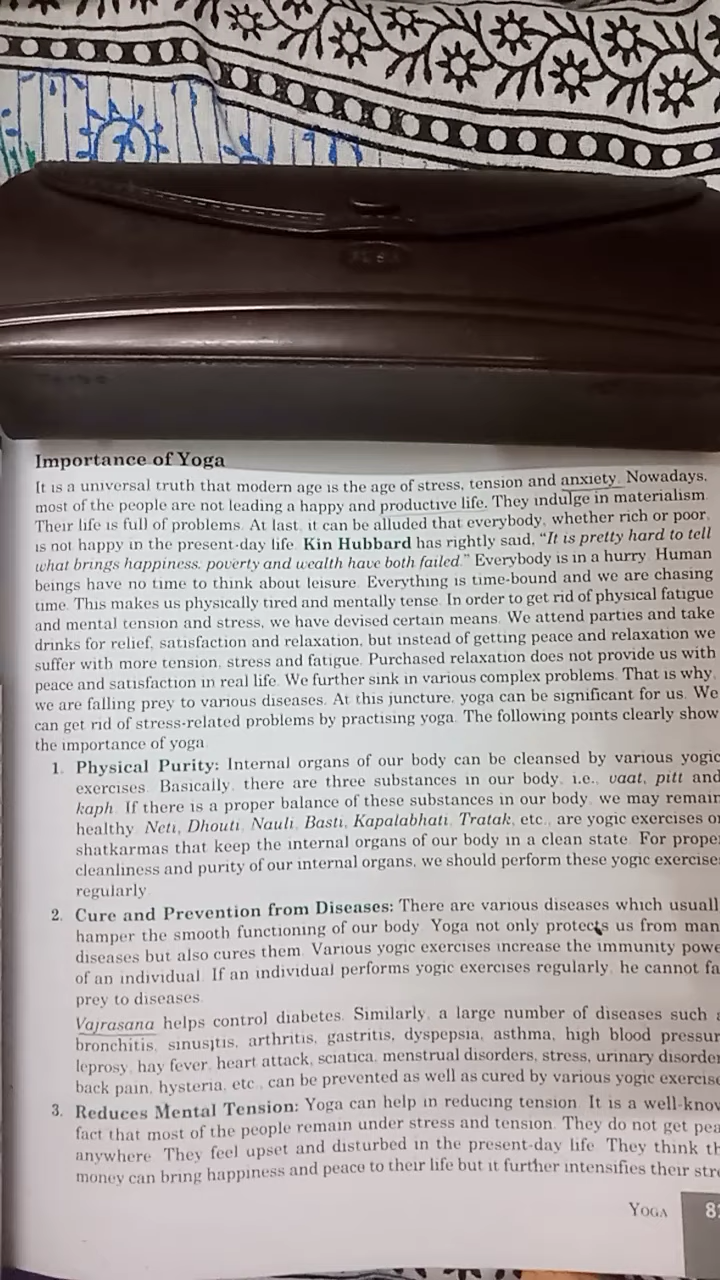 Importance of Yoga
It is a universal truth that modern age is the age of stress, tension and anxiety. Nowadays,
most of the people are not leading a happy and productive life. They indulge in materialism.
Their life is full of problems. At last, it can be alluded that everybody, whether rich or poor,
is not happy in the present-day life. Kin Hubbard has rightly said, "It is pretty hard to tell
what brings happiness; poverty and wealth have both failed." Everybody is in a hurry. Human
beings have no time to think about leisure. Everything is time-bound and we are chasing
time. This makes us physically tired and mentally tense. In order to get rid of physical fatigue
and mental tension and stress, we have devised certain means. We attend parties and take
drinks for relief, satisfaction and relaxation, but instead of getting peace and relaxation we
suffer with more tension, stress and fatigue. Purchased relaxation does not provide us with
peace and satisfaction in real life. We further sink in various complex problems. That is why,
we are falling prey to various diseases. At this juncture, yoga can be significant for us. We
can get rid of stress-related problems by practising yoga. The following points clearly show
the importance of yoga.
1. Physical Purity: Internal organs of our body can be cleansed by various yogic
exercises. Basically, there are three substances in our body, i.e., vaat, pitt and
kaph. If there is a proper balance of these substances in our body, we may remain
healthy. Neti, Dhouti, Nauli, Basti, Kapalabhati, Tratak, etc., are yogic exercises or
shatkarmas that keep the internal organs of our body in a clean state. For proper
cleanliness and purity of our internal organs, we should perform these yogic exercise
regularly.
2. Cure and Prevention from Diseases: There are various diseases which usuall
hamper the smooth functioning of our body. Yoga not only protects us from man
diseases but also cures them. Various yogic exercises increase the immunity powe
of an individual. If an individual performs yogic exercises regularly, he cannot fa
prey to diseases.
Vajrasana helps control diabetes. Similarly, a large number of diseases such a
bronchitis, sinusitis, arthritis, gastritis, dyspepsia, asthma, high blood pressur
leprosy, hay fever, heart attack, sciatica, menstrual disorders, stress, urinary disorder
back pain, hysteria, etc., can be prevented as well as cured by various yogic exercise
3. Reduces Mental Tension: Yoga can help in reducing tension. It is a well-know
fact that most of the people remain under stress and tension. They do not get pea
anywhere. They feel upset and disturbed in the present-day life. They think th
money can bring happiness and peace to their life but it further intensifies their stre
YOGA